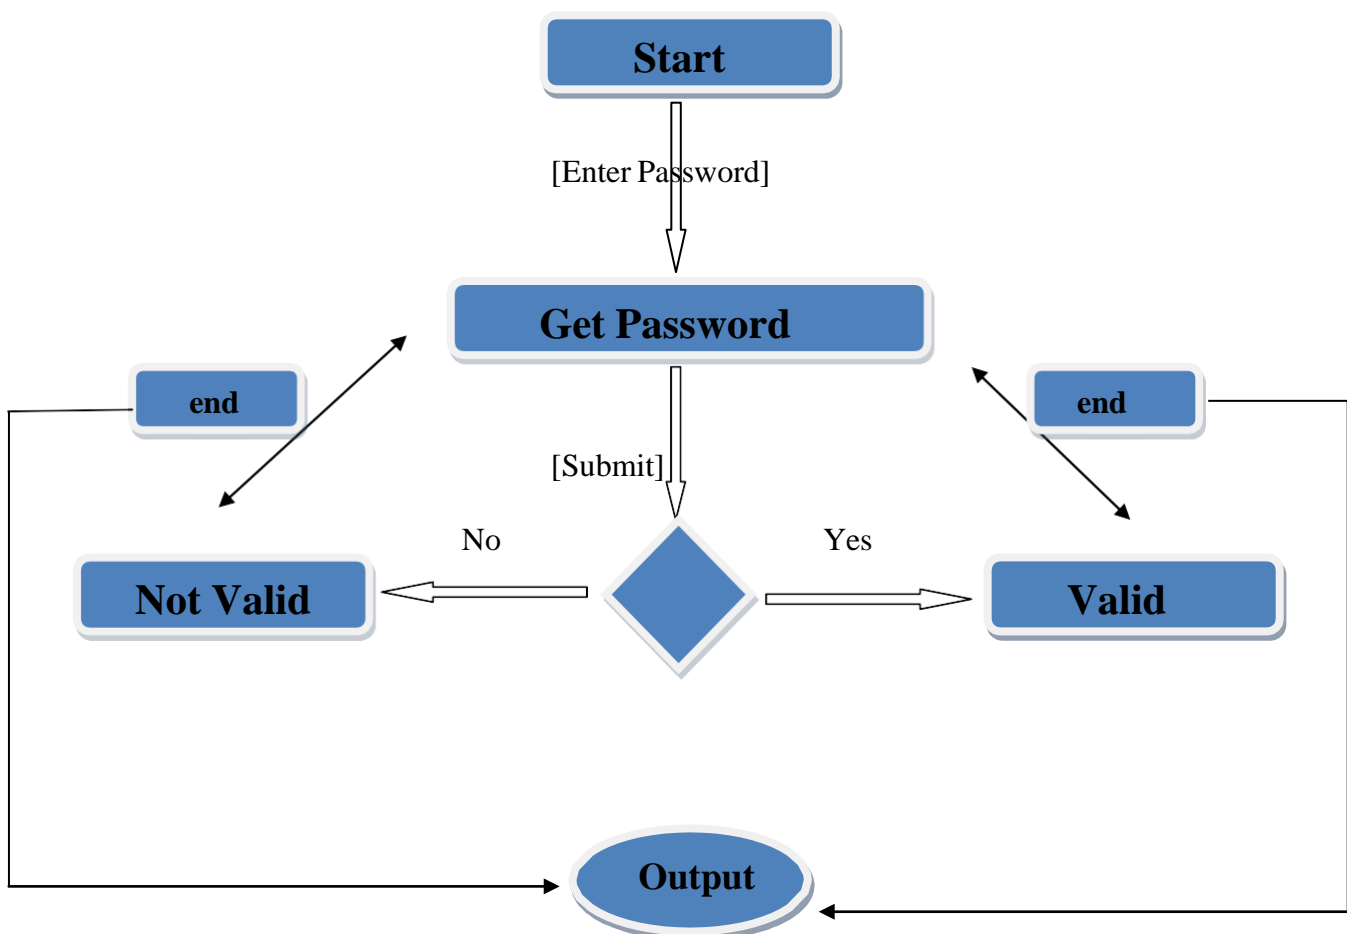 Start
[Enter Password]
Get Password
end
end
[Submit]
No
Yes
Not Valid
Valid
Output